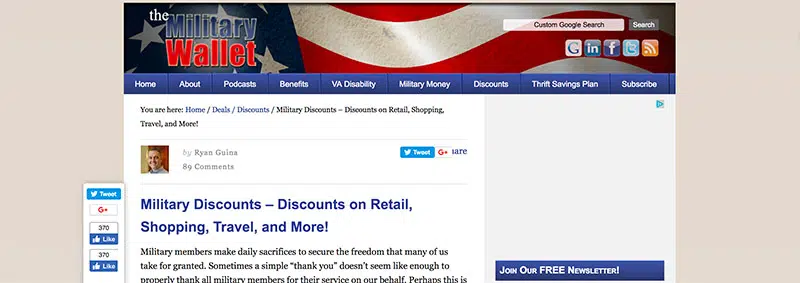 the
Military
Wallet
Custom Google Search Search
Home About Podcasts Benefits VA Disability Military Money Discounts Thrift Savings Plan Subscribe
You are here: Home / Deals / Discounts / Military Discounts – Discounts on Retail, Shopping,
Travel, and More!
by Ryan Guina
89 Comments
Tweet G+ are
Military Discounts – Discounts on Retail,
Shopping, Travel, and More!
Military members make daily sacrifices to secure the freedom that many of us
take for granted. Sometimes a simple “thank you” doesn’t seem like enough to
properly thank all military members for their service on our behalf. Perhaps this is
Tweet
G+
370
Like
370
Like
Join Our FREE Newsletter!